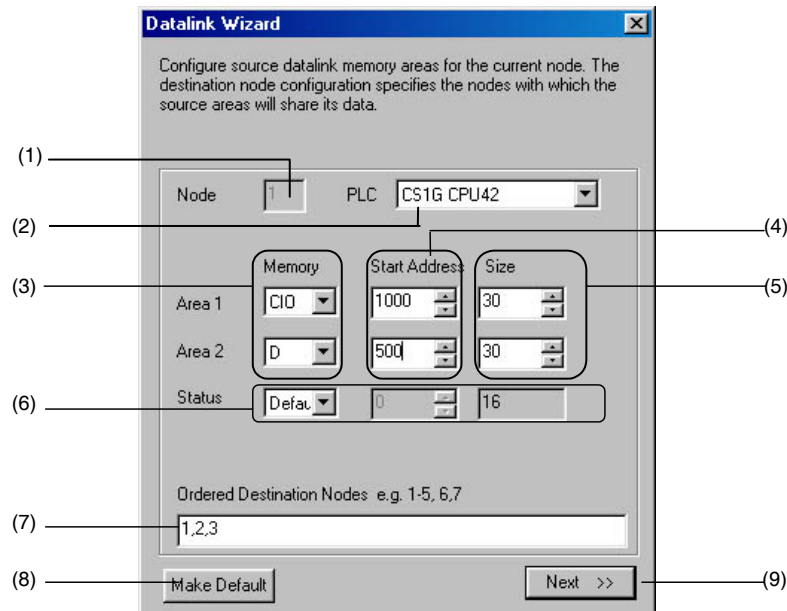 Datalink Wizard
Configure source datalink memory areas for the current node. The
destination node configuration specifies the nodes with which the
source areas will share its data.
(1)
Node 1 PLC CS1G CPU42
(2) (4)
Memory Start Address Size
(3) (5)
Area 1 CIO 1000 30
Area 2 D 500 30
(6)
Status Defau 0 16
Ordered Destination Nodes e.g. 1-5, 6,7
(7) 1,2,3
(8) Make Default Next >> (9)